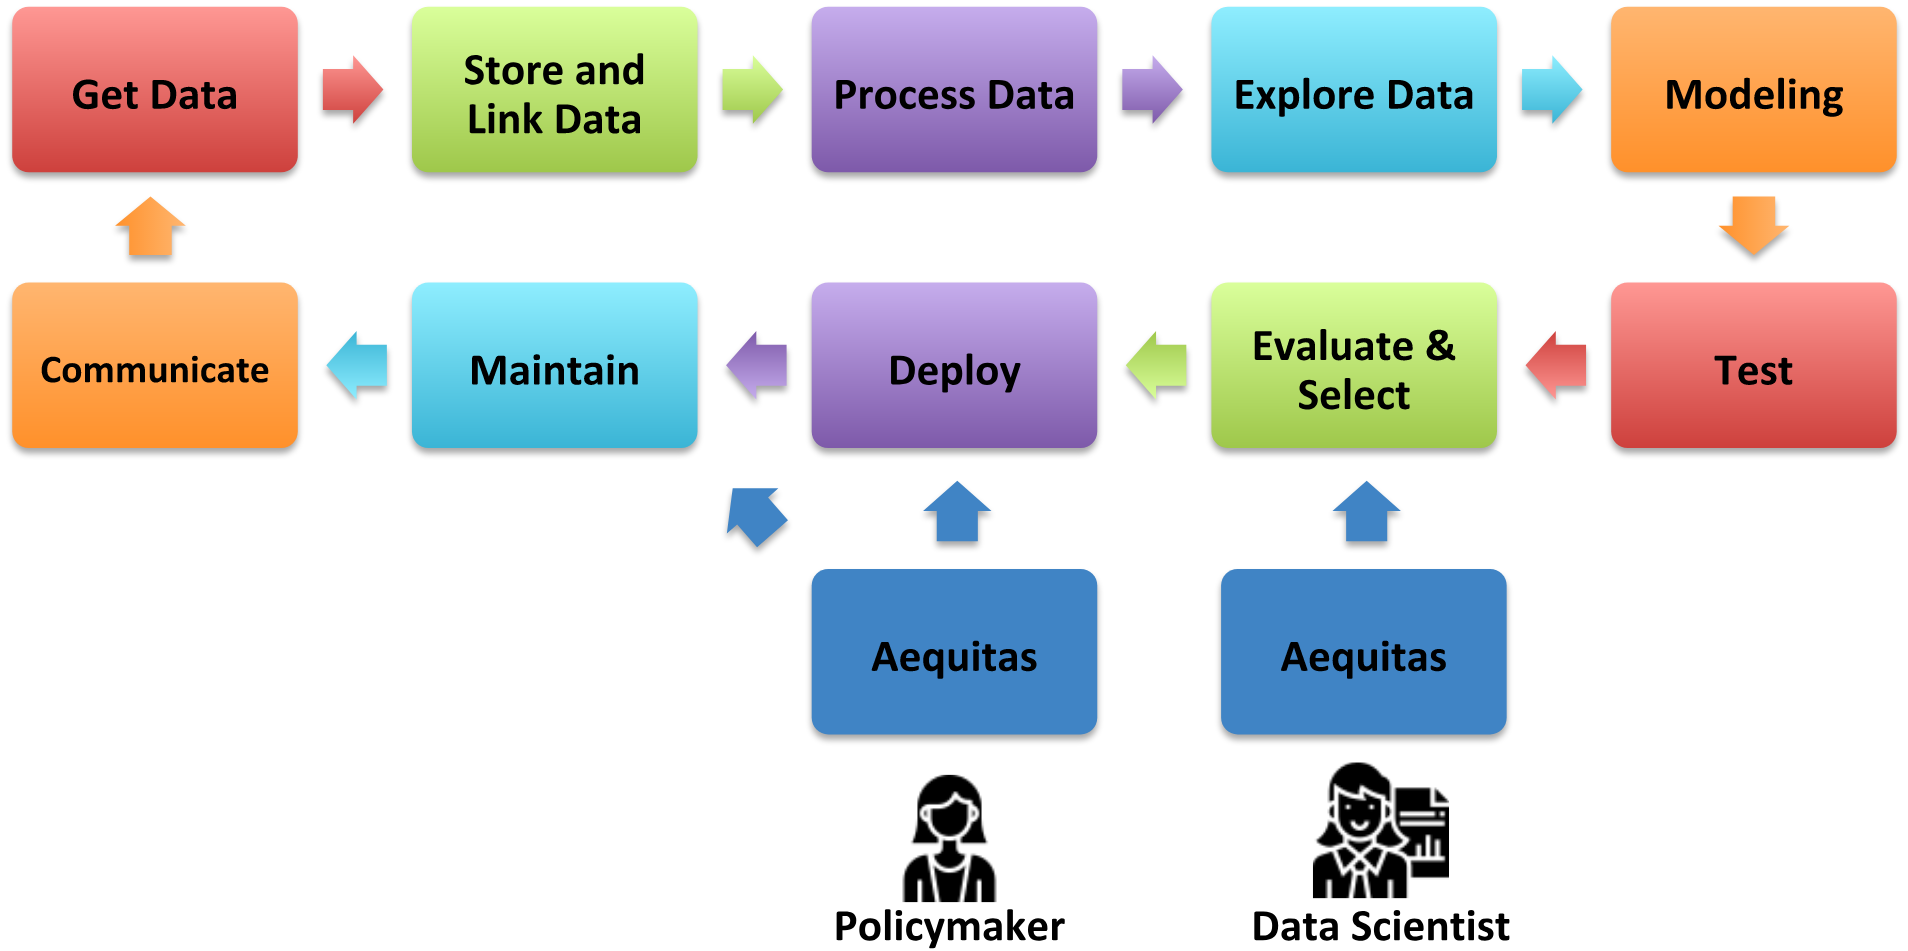 Get Data
Store and
Link Data
Process Data
Explore Data
Modeling
Communicate
Maintain
Deploy
Evaluate &
Select
Test
Aequitas
Aequitas
Policymaker
Data Scientist